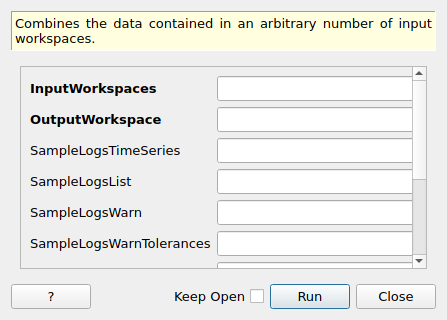 Combines the data contained in an arbitrary number of input
workspaces.
InputWorkspaces
OutputWorkspace
SampleLogsTimeSeries
SampleLogsList
SampleLogsWarn
SampleLogsWarnTolerances
? Keep Open Run Close